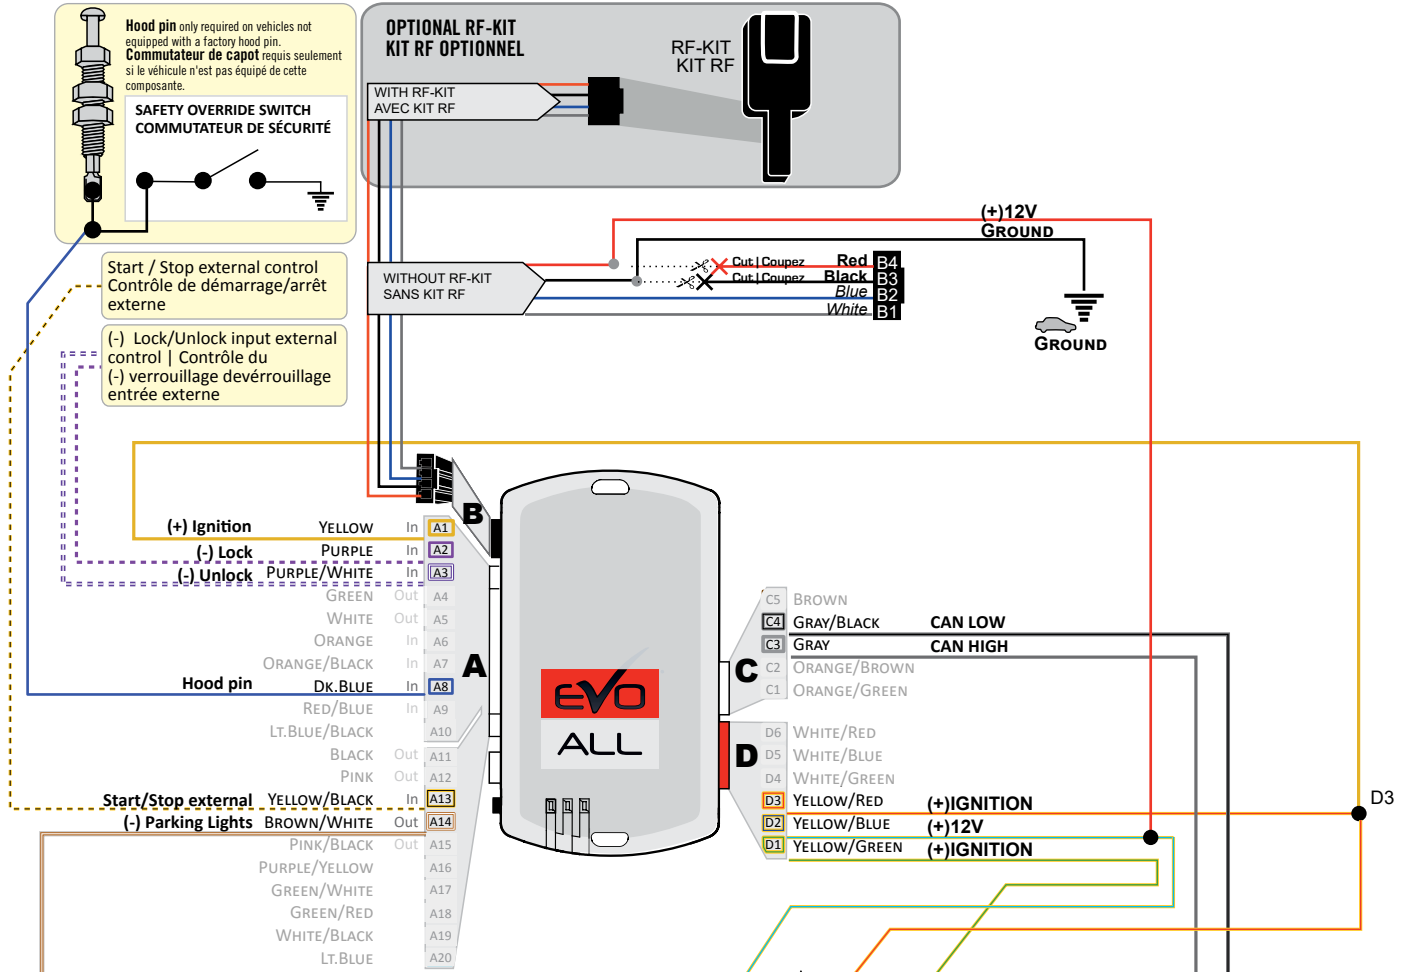 Hood pin only required on vehicles not
equipped with a factory hood pin.
Commutateur de capot requis seulement
si le véhicule n'est pas équipé de cette
composante.
SAFETY OVERRIDE SWITCH
COMMUTATEUR DE SÉCURITÉ
OPTIONAL RF-KIT
KIT RF OPTIONNEL
RF-KIT
KIT RF
WITH RF-KIT
AVEC KIT RF
(+)12V
GROUND
Start / Stop external control
Contrôle de démarrage/arrêt
externe
WITHOUT RF-KIT
SANS KIT RF
Cut | Coupez Red B4
Cut | Coupez Black B3
Blue B2
White B1
GROUND
(-) Lock/Unlock input external
control | Contrôle du
(-) verrouillage devérrouillage
entrée externe
B
(+) Ignition YELLOW In A1
(-) Lock PURPLE In A2
(-) Unlock PURPLE/WHITE In A3
GREEN Out A4
WHITE Out A5
ORANGE In A6
ORANGE/BLACK In A7
Hood pin DK.BLUE In A8
RED/BLUE In A9
LT.BLUE/BLACK A10
BLACK Out A11
PINK Out A12
Start/Stop external YELLOW/BLACK In A13
(-) Parking Lights BROWN/WHITE Out A14
PINK/BLACK Out A15
PURPLE/YELLOW A16
GREEN/WHITE A17
GREEN/RED A18
WHITE/BLACK A19
LT.BLUE A20
A
EVO
ALL
C
C5 BROWN
C4 GRAY/BLACK CAN LOW
C3 GRAY CAN HIGH
C2 ORANGE/BROWN
C1 ORANGE/GREEN
D
D6 WHITE/RED
D5 WHITE/BLUE
D4 WHITE/GREEN
D3 YELLOW/RED (+)IGNITION
D2 YELLOW/BLUE (+)12V
D1 YELLOW/GREEN (+)IGNITION
D3